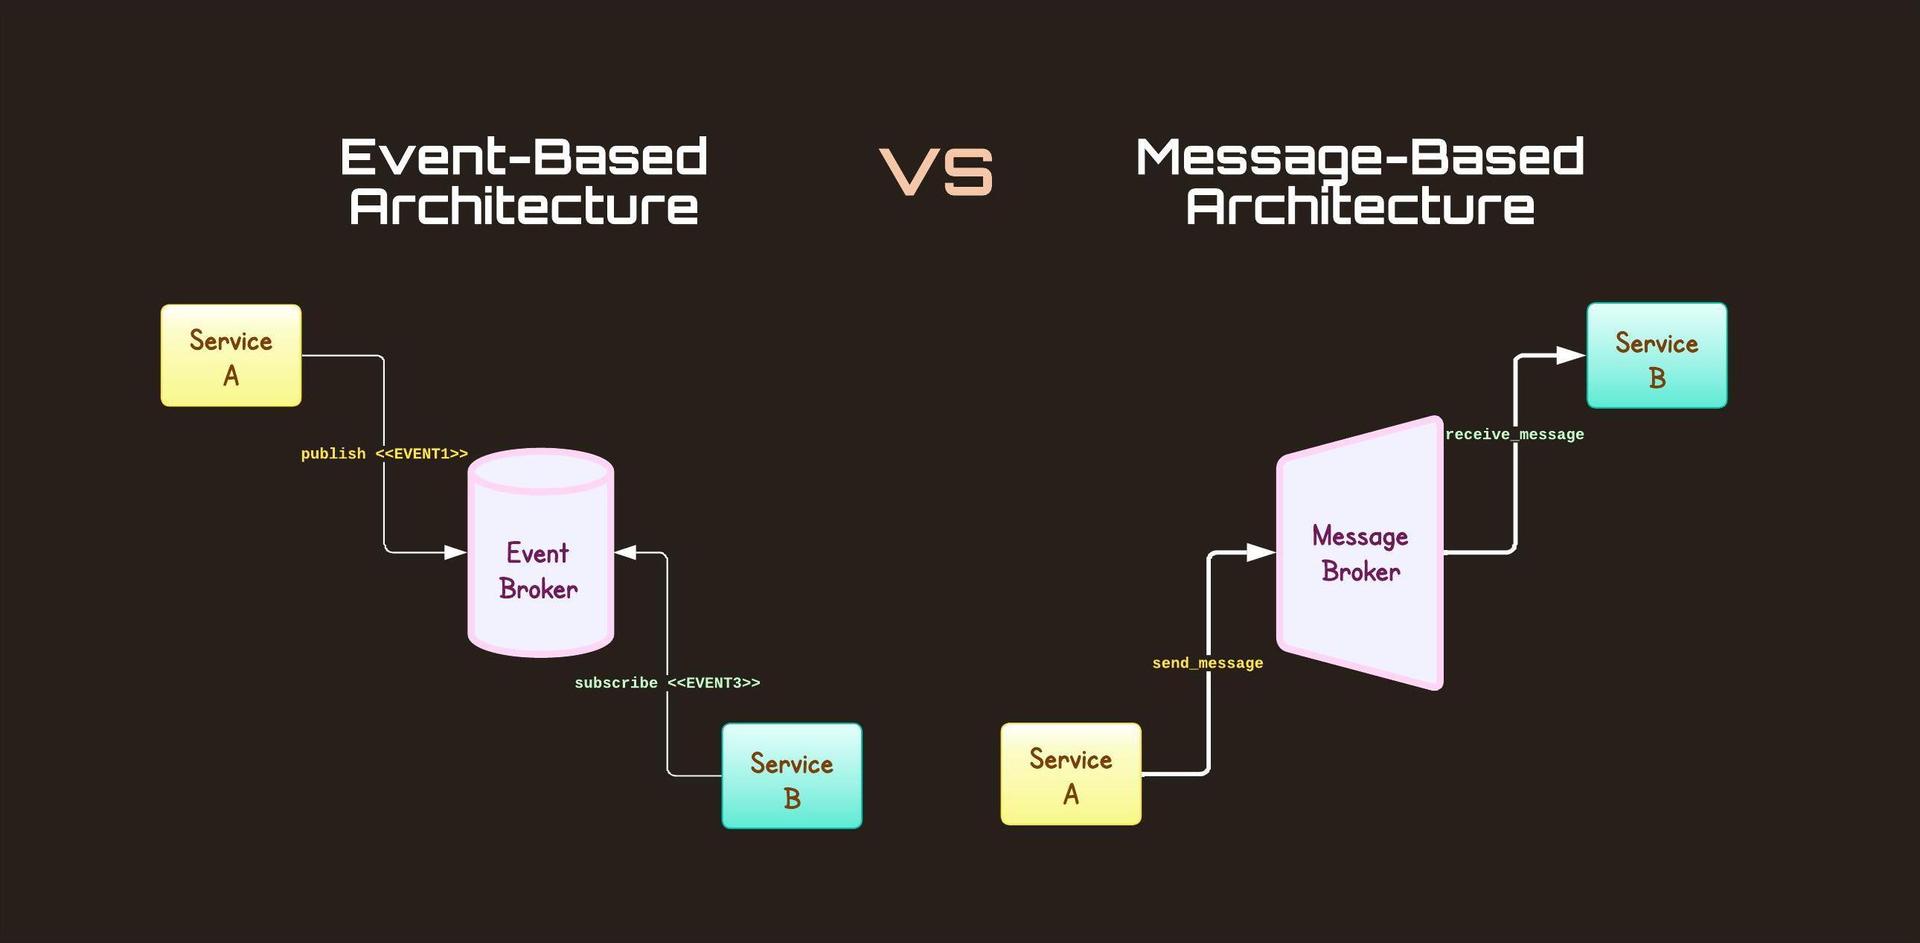 Event-Based
Architecture
VS
Message-Based
Architecture
Service
A
publish <<EVENT1>>
Event
Broker
subscribe <<EVENT3>>
Service
B
Service
B
receive_message
Message
Broker
send_message
Service
A